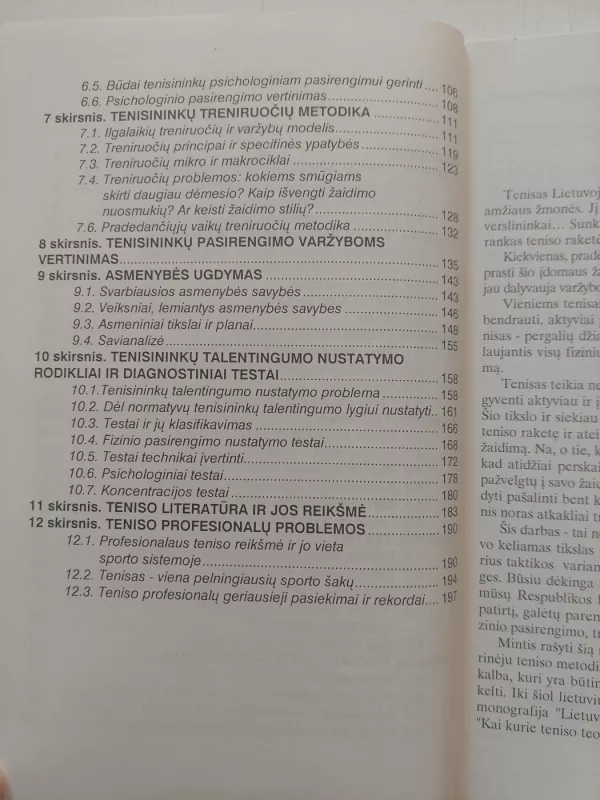 6.5. Būdai tenisininkų psichologiniam pasirengimui gerinti ..... 106
6.6. Psichologinio pasirengimo vertinimas ..... 108
7 skirsnis. TENISININKŲ TRENIRUOČIŲ METODIKA ..... 111
7.1. Ilgalaikių treniruočių ir varžybų modelis ..... 111
7.2. Treniruočių principai ir specifinės ypatybės ..... 119
7.3. Treniruočių mikro ir makrociklai ..... 123
7.4. Treniruočių problemos: kokiems smūgiams
skirti daugiau dėmesio? Kaip išvengti žaidimo
nuosmukių? Ar keisti žaidimo stilių? ..... 128
7.6. Pradedančiųjų vaikų treniruočių metodika ..... 132
8 skirsnis. TENISININKŲ PASIRENGIMO VARŽYBOMS
VERTINIMAS ..... 135
9 skirsnis. ASMENYBĖS UGDYMAS ..... 143
9.1. Svarbiausios asmenybės savybės ..... 143
9.2. Veiksniai, lemiantys asmenybės savybes ..... 146
9.3. Asmeniniai tikslai ir planai ..... 148
9.4. Savianalizė ..... 155
10 skirsnis. TENISININKŲ TALENTINGUMO NUSTATYMO
RODIKLIAI IR DIAGNOSTINIAI TESTAI ..... 158
10.1. Tenisininkų talentingumo nustatymo problema ..... 158
10.2. Dėl normatyvų tenisininkų talentingumo lygiui nustatyti .. 161
10.3. Testai ir jų klasifikavimas ..... 166
10.4. Fizinio pasirengimo nustatymo testai ..... 168
10.5. Testai technikai įvertinti ..... 172
10.6. Psichologiniai testai ..... 178
10.7. Koncentracijos testai ..... 180
11 skirsnis. TENISO LITERATŪRA IR JOS REIKŠMĖ ..... 183
12 skirsnis. TENISO PROFESIONALŲ PROBLEMOS ..... 190
12.1. Profesionalaus teniso reikšmė ir jo vieta
sporto sistemoje ..... 190
12.2. Tenisas - viena pelningiausių sporto šakų ..... 194
12.3. Teniso profesionalų geriausieji pasiekimai ir rekordai .... 197
Tenisas Lietuvoj
amžiaus žmonės. Jį
verslininkai... Sunk
rankas teniso raketė
Kiekvienas, pradė
prasti šio įdomaus ža
jau dalyvauja varžybo
Vieniems tenisas
bendrauti, aktyviai
nisas - pergalių džia
laujantis visų fiziniu
mą.
Tenisas teikia ne
gyventi aktyviau ir į
Šio tikslo ir siekiau
teniso raketę ir atei
žaidimą. Na, o tie, k
kad atidžiai perskai
pažvelgtų į savo žaid
dyti pašalinti bent k
nis noras atkakliai tr
Šis darbas - tai no
vo keliamas tikslas
rius taktikos varian
ges. Būsiu dėkinga
mūsų Respublikos
patirtį, galėtų paren
zinio pasirengimo, tr
Mintis rašyti šią
rinėju teniso metodi
kalba, kuri yra būtin
kelti. Iki šiol lietuvių
monografija "Lietuv
"Kai kurie teniso teo